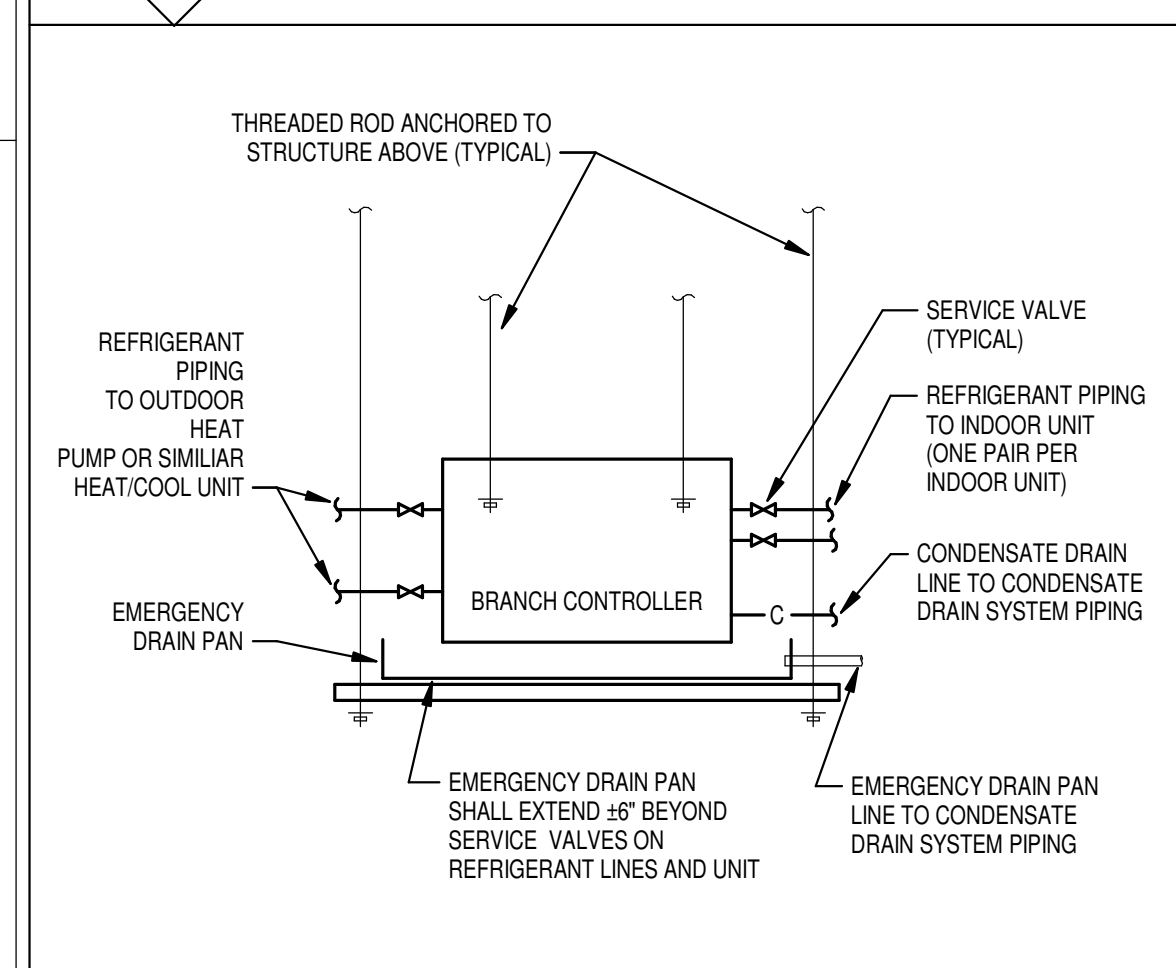 THREADED ROD ANCHORED TO
STRUCTURE ABOVE (TYPICAL)
SERVICE VALVE
(TYPICAL)
REFRIGERANT
PIPING
TO OUTDOOR
HEAT
PUMP OR SIMILIAR
HEAT/COOL UNIT
REFRIGERANT PIPING
TO INDOOR UNIT
(ONE PAIR PER
INDOOR UNIT)
BRANCH CONTROLLER
C
CONDENSATE DRAIN
LINE TO CONDENSATE
DRAIN SYSTEM PIPING
EMERGENCY
DRAIN PAN
EMERGENCY DRAIN PAN
SHALL EXTEND ±6" BEYOND
SERVICE VALVES ON
REFRIGERANT LINES AND UNIT
EMERGENCY DRAIN PAN
LINE TO CONDENSATE
DRAIN SYSTEM PIPING